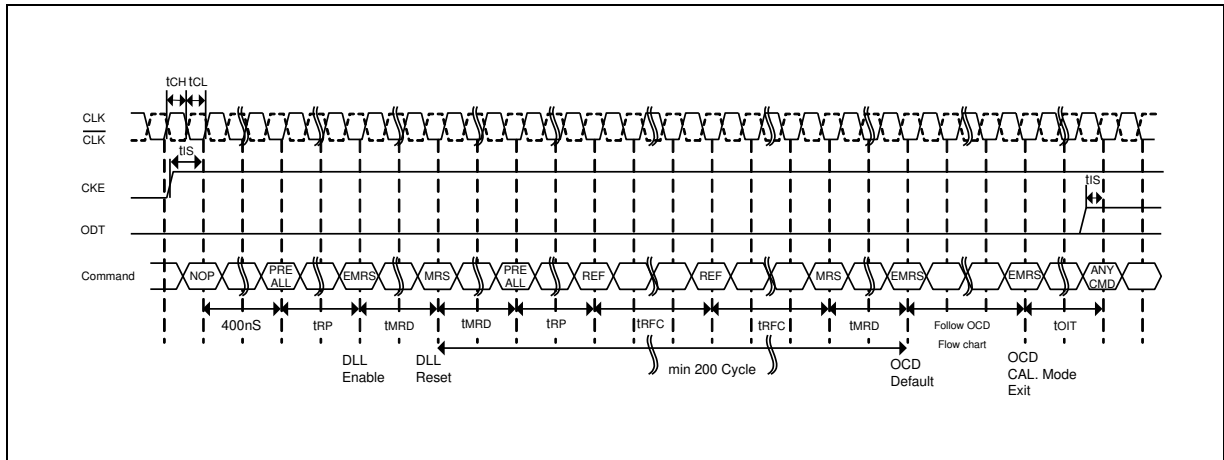 tCH tCL
CLK
CLK
tIS
CKE
tIS
ODT
Command NOP PRE ALL EMRS MRS PRE ALL REF REF MRS EMRS EMRS ANY CMD
400nS tRP tMRD tMRD tRP tRFC tRFC tMRD Follow OCD Flow chart tOIT
DLL Enable
DLL Reset
min 200 Cycle
OCD Default
OCD CAL. Mode Exit